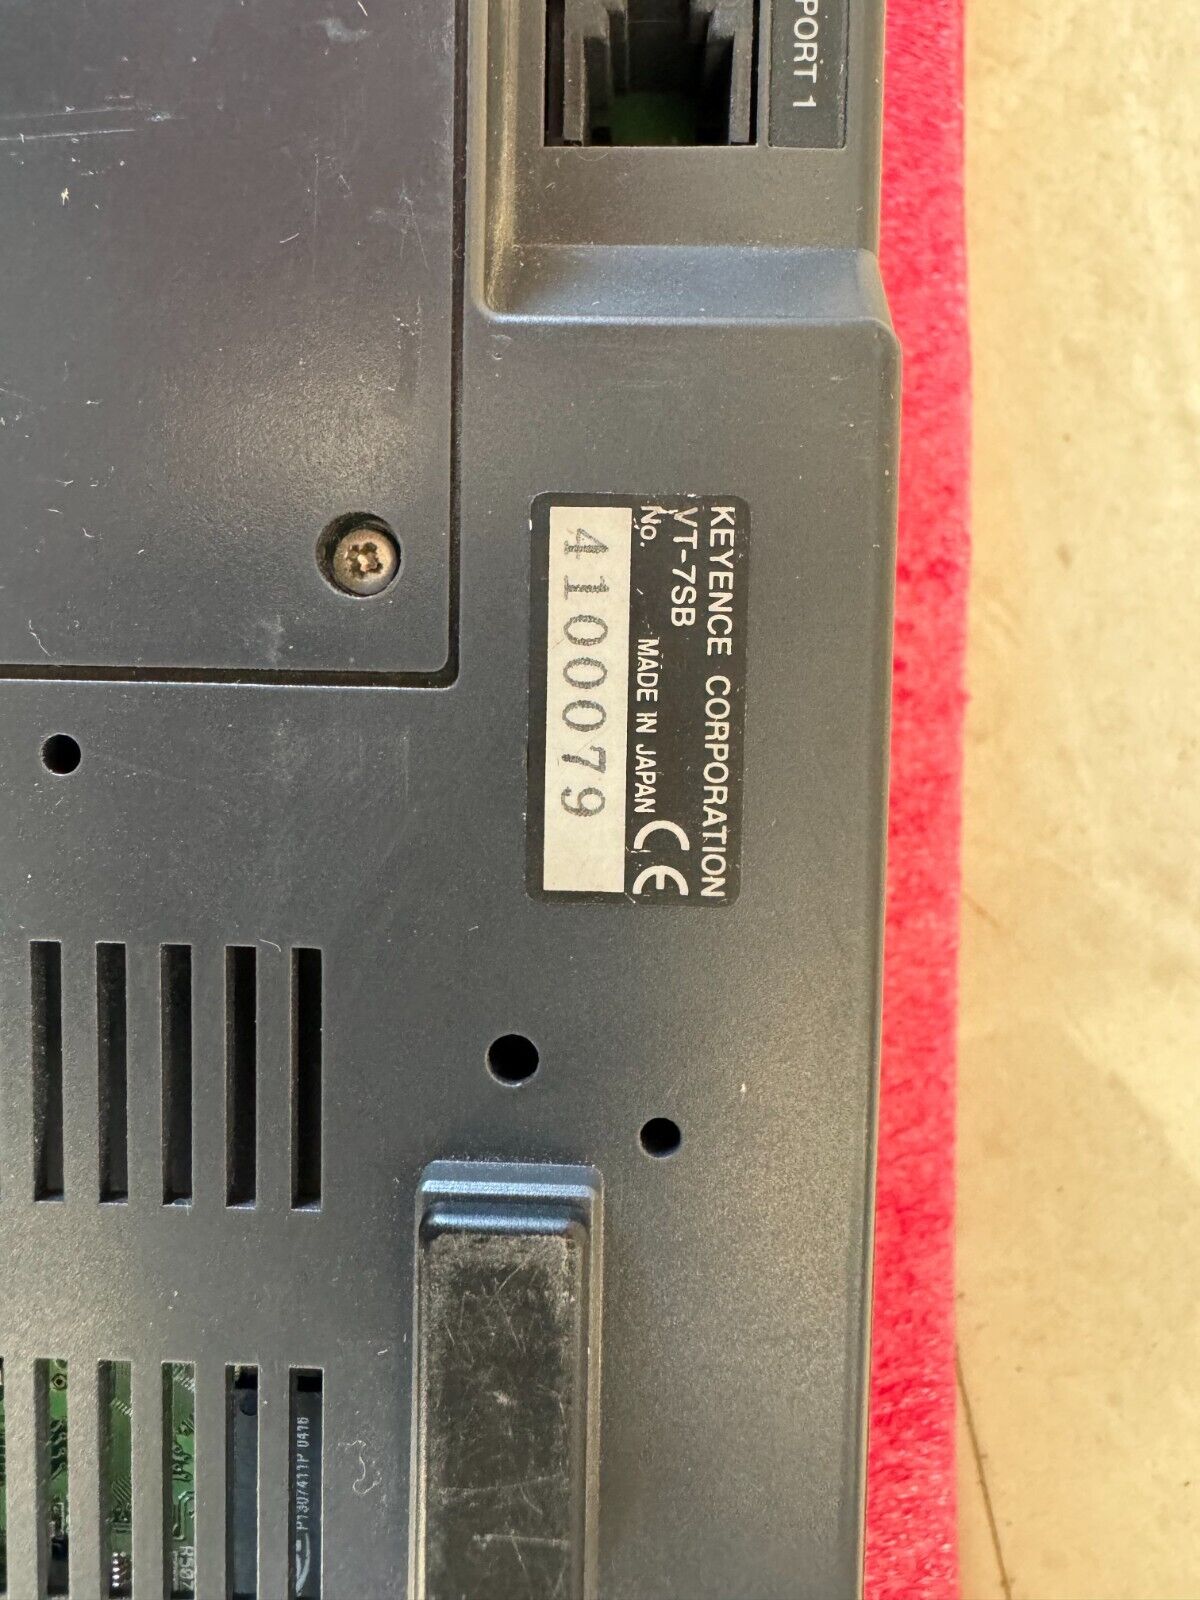 PORT 1
KEYENCE CORPORATION
VT-7SB
No. MADE IN JAPAN CE
4100079